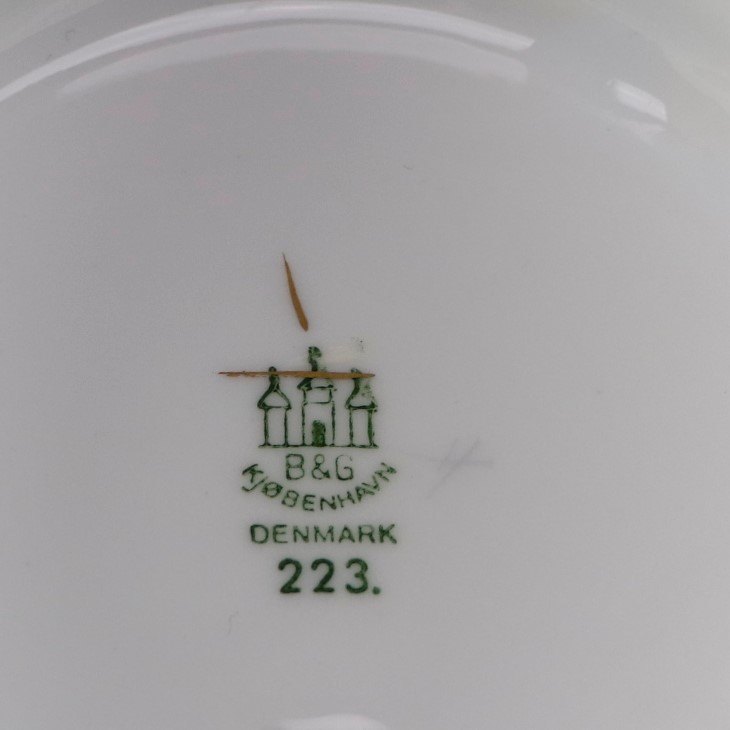 B&G
KJØBENHAVN
DENMARK
223.